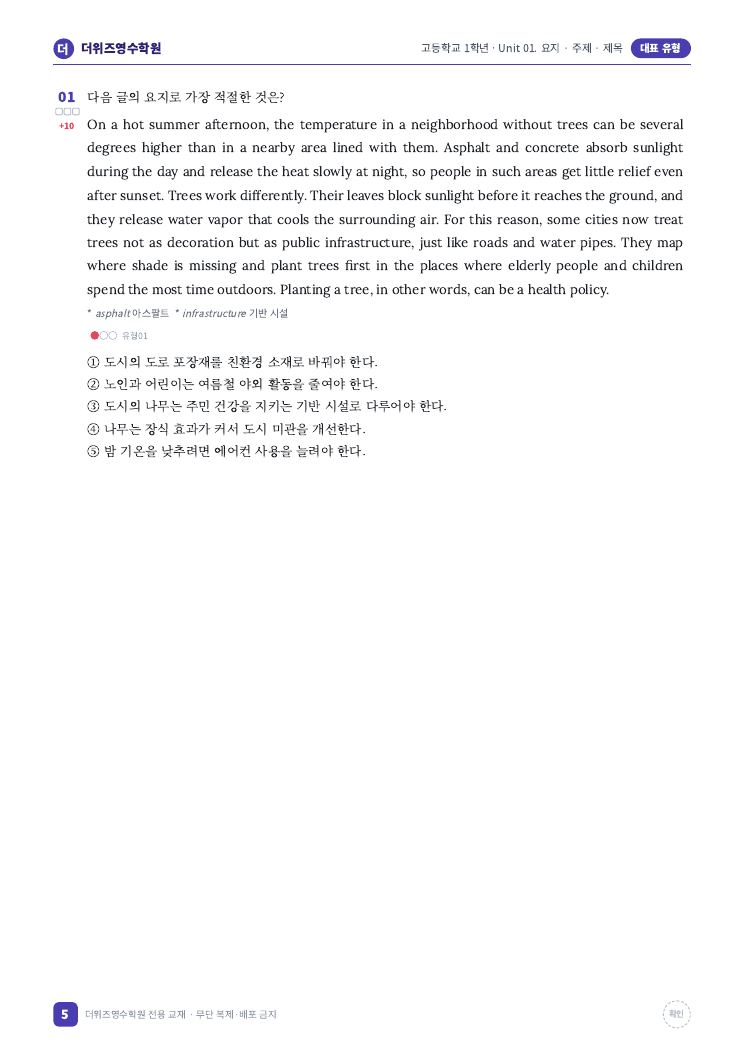 더 더위즈영수학원
고등학교 1학년 · Unit 01. 요지 · 주제 · 제목 대표 유형
01 다음 글의 요지로 가장 적절한 것은?
+10
On a hot summer afternoon, the temperature in a neighborhood without trees can be several
degrees higher than in a nearby area lined with them. Asphalt and concrete absorb sunlight
during the day and release the heat slowly at night, so people in such areas get little relief even
after sunset. Trees work differently. Their leaves block sunlight before it reaches the ground, and
they release water vapor that cools the surrounding air. For this reason, some cities now treat
trees not as decoration but as public infrastructure, just like roads and water pipes. They map
where shade is missing and plant trees first in the places where elderly people and children
spend the most time outdoors. Planting a tree, in other words, can be a health policy.
* asphalt 아스팔트 * infrastructure 기반 시설
유형01
① 도시의 도로 포장재를 친환경 소재로 바꿔야 한다.
② 노인과 어린이는 여름철 야외 활동을 줄여야 한다.
③ 도시의 나무는 주민 건강을 지키는 기반 시설로 다루어야 한다.
④ 나무는 장식 효과가 커서 도시 미관을 개선한다.
⑤ 밤 기온을 낮추려면 에어컨 사용을 늘려야 한다.
5 더위즈영수학원 전용 교재 · 무단 복제·배포 금지
확인